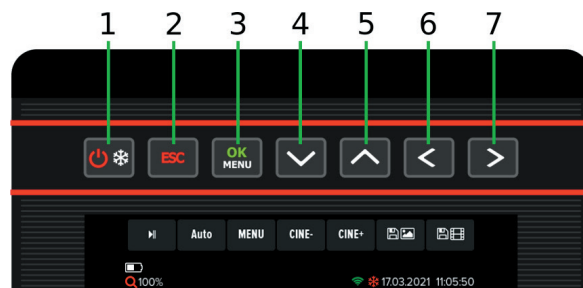 1 2 3 4 5 6 7
ESC OK
MENU
Auto MENU CINE- CINE+
100% 17.03.2021 11:05:50